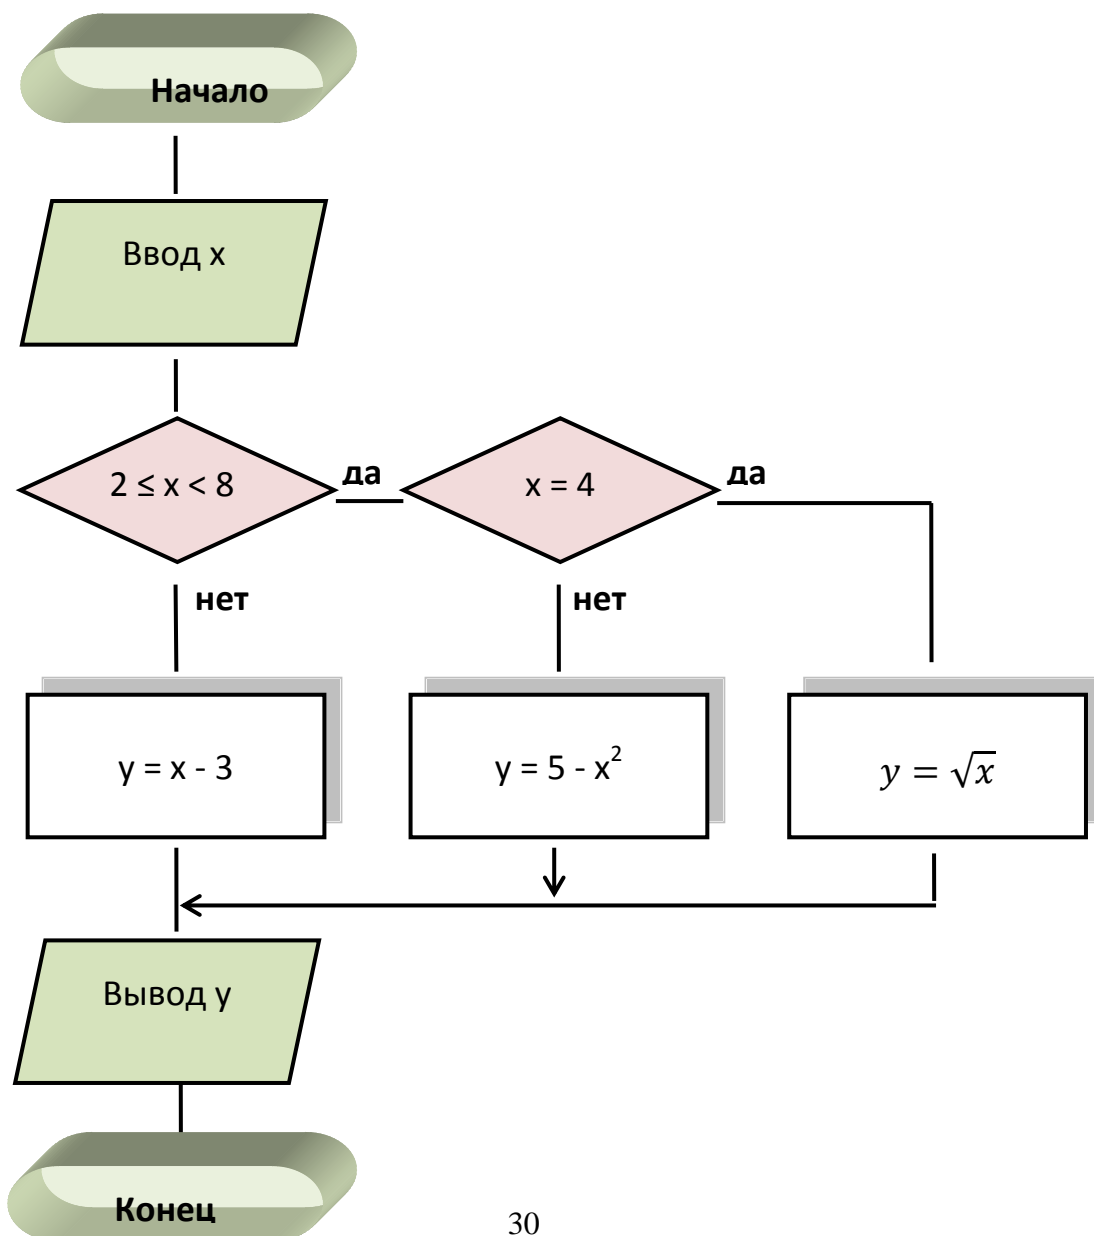 Начало
Ввод x
2 ≤ x < 8
да
x = 4
да
нет
нет
y = x - 3
y = 5 - x²
y = √x
Вывод y
Конец
30